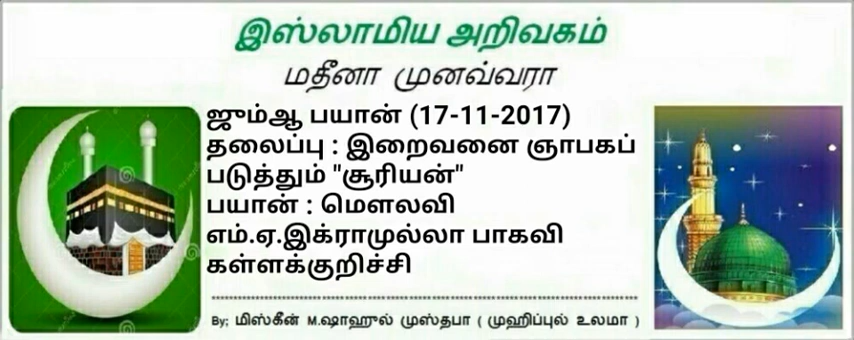 இஸ்லாமிய அறிவகம்
மதீனா முனவ்வரா
ஜும்ஆ பயான் (17-11-2017)
தலைப்பு : இறைவனை ஞாபகப்
படுத்தும் "சூரியன்"
பயான் : மௌலவி
எம்.ஏ.இக்ராமுல்லா பாகவி
கள்ளக்குறிச்சி
By; மிஸ்கீன் M.ஷாஹுல் முஸ்தபா ( முஹிப்புல் உலமா )